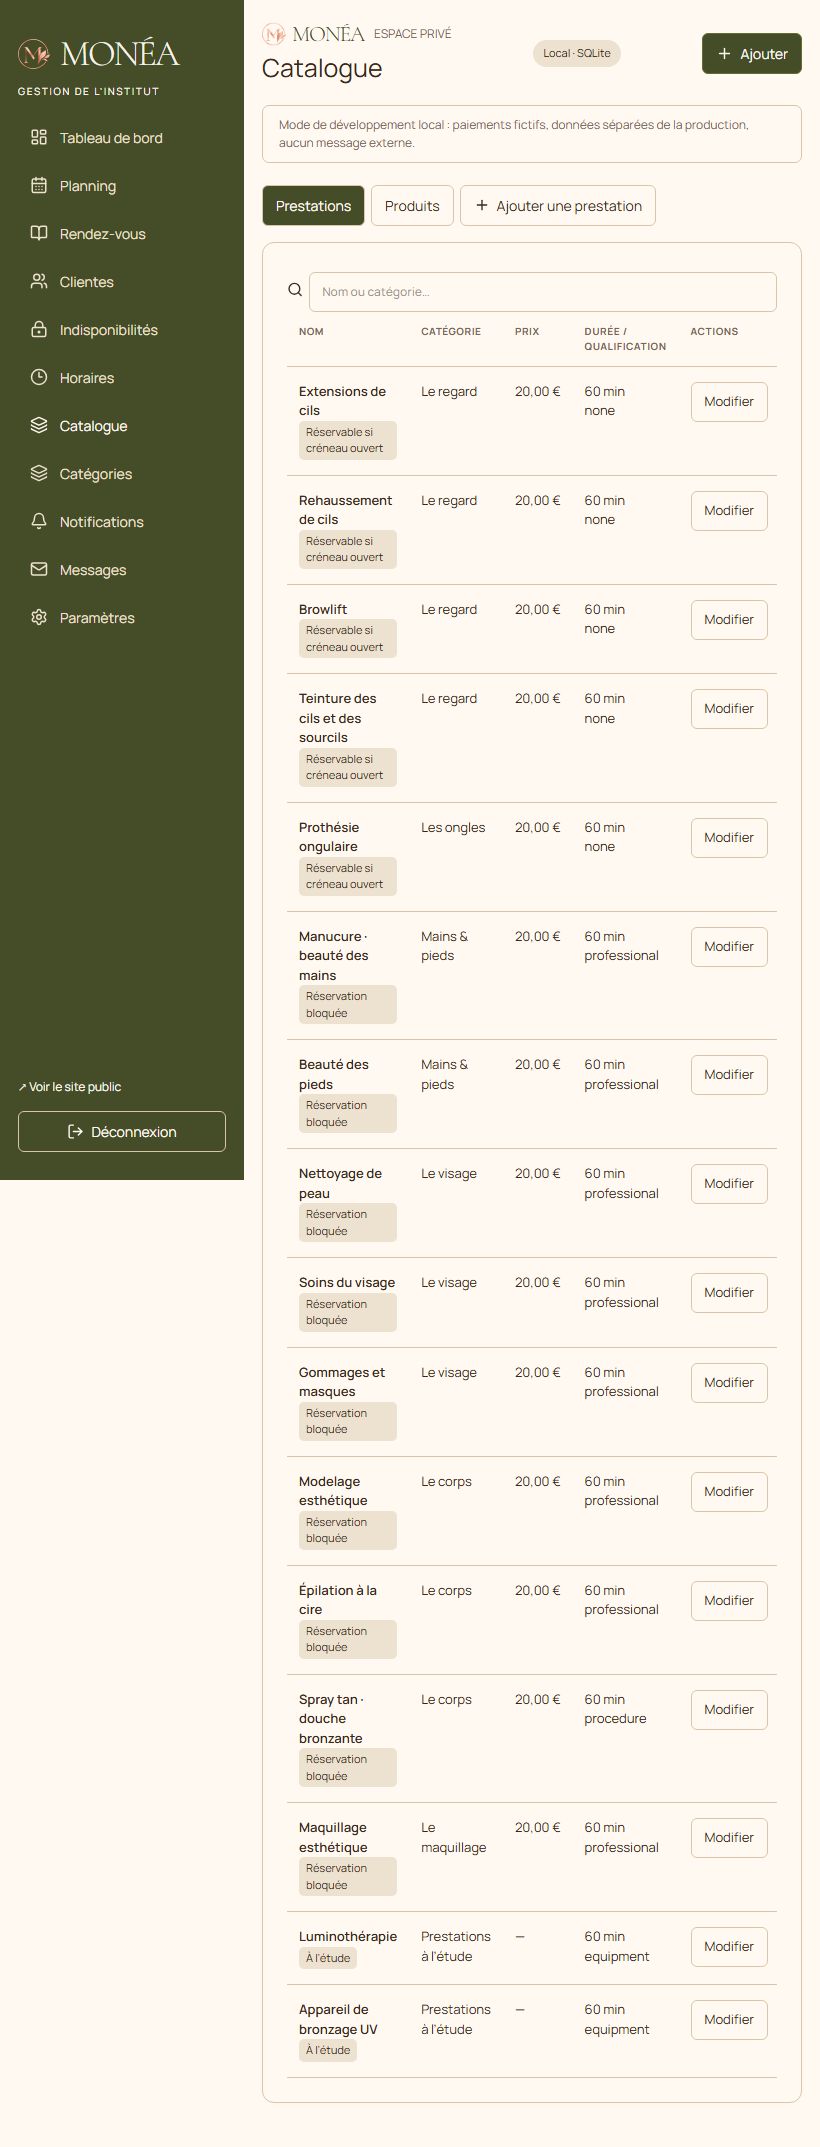 MONÉA
GESTION DE L'INSTITUT
Tableau de bord
Planning
Rendez-vous
Clientes
Indisponibilités
Horaires
Catalogue
Catégories
Notifications
Messages
Paramètres
↗ Voir le site public
Déconnexion
MONÉA ESPACE PRIVÉ
Catalogue
Local · SQLite
Ajouter
Mode de développement local : paiements fictifs, données séparées de la production,
aucun message externe.
Prestations
Produits
Ajouter une prestation
Nom ou catégorie…
NOM CATÉGORIE PRIX DURÉE / ACTIONS
QUALIFICATION
Extensions de Le regard 20,00 € 60 min Modifier
cils none
Réservable si
créneau ouvert
Rehaussement Le regard 20,00 € 60 min Modifier
de cils none
Réservable si
créneau ouvert
Browlift Le regard 20,00 € 60 min Modifier
none
Réservable si
créneau ouvert
Teinture des Le regard 20,00 € 60 min Modifier
cils et des none
sourcils
Réservable si
créneau ouvert
Prothésie Les ongles 20,00 € 60 min Modifier
ongulaire none
Réservable si
créneau ouvert
Manucure · Mains & 20,00 € 60 min Modifier
beauté des pieds professional
mains
Réservation
bloquée
Beauté des Mains & 20,00 € 60 min Modifier
pieds pieds professional
Réservation
bloquée
Nettoyage de Le visage 20,00 € 60 min Modifier
peau professional
Réservation
bloquée
Soins du visage Le visage 20,00 € 60 min Modifier
professional
Réservation
bloquée
Gommages et Le visage 20,00 € 60 min Modifier
masques professional
Réservation
bloquée
Modelage Le corps 20,00 € 60 min Modifier
esthétique professional
Réservation
bloquée
Épilation à la Le corps 20,00 € 60 min Modifier
cire professional
Réservation
bloquée
Spray tan · Le corps 20,00 € 60 min Modifier
douche procedure
bronzante
Réservation
bloquée
Maquillage Le 20,00 € 60 min Modifier
esthétique maquillage professional
Réservation
bloquée
Luminothérapie Prestations — 60 min Modifier
À l'étude à l'étude equipment
Appareil de Prestations — 60 min Modifier
bronzage UV à l'étude equipment
À l'étude